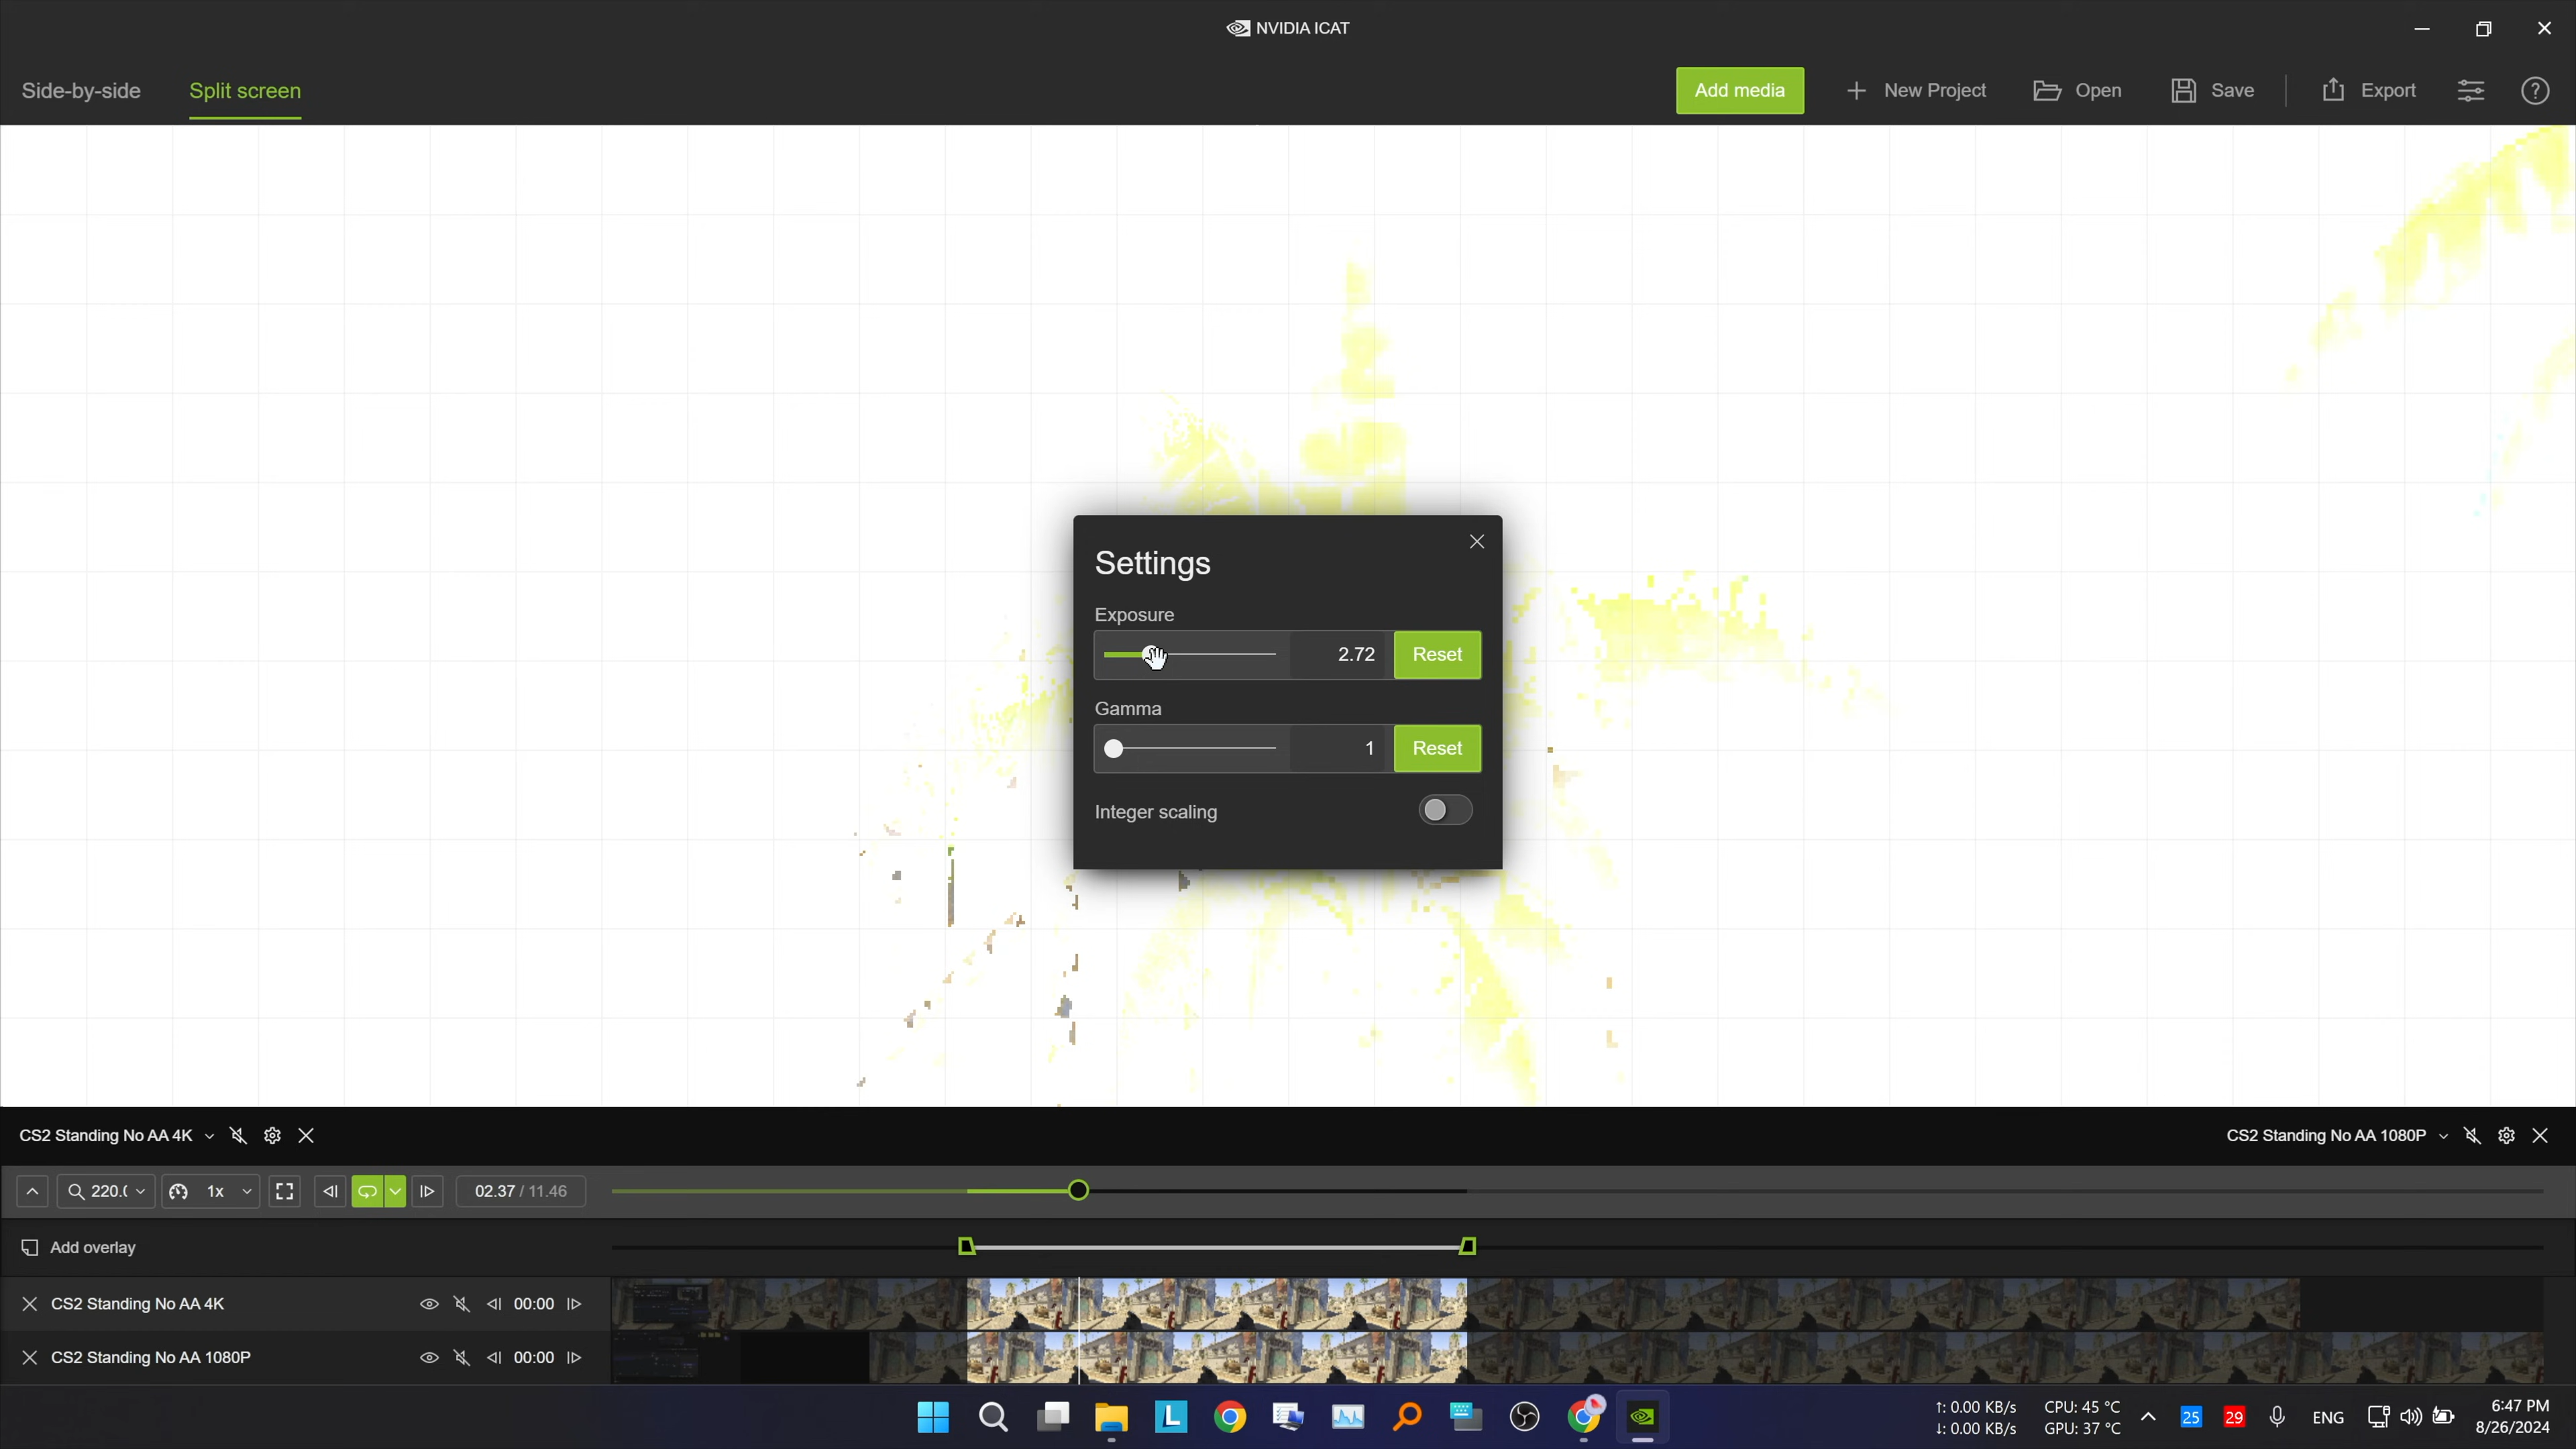 NVIDIA ICAT
Side-by-side
Split screen
Add media
New Project
Open
Save
Export
Settings
Exposure
2.72
Reset
Gamma
1
Reset
Integer scaling
CS2 Standing No AA 4K
CS2 Standing No AA 1080P
220.(
1x
02.37 / 11.46
Add overlay
CS2 Standing No AA 4K
00:00
CS2 Standing No AA 1080P
00:00
L
↑: 0.00 KB/s
↓: 0.00 KB/s
CPU: 45 °C
GPU: 37 °C
25
29
ENG
6:47 PM
8/26/2024